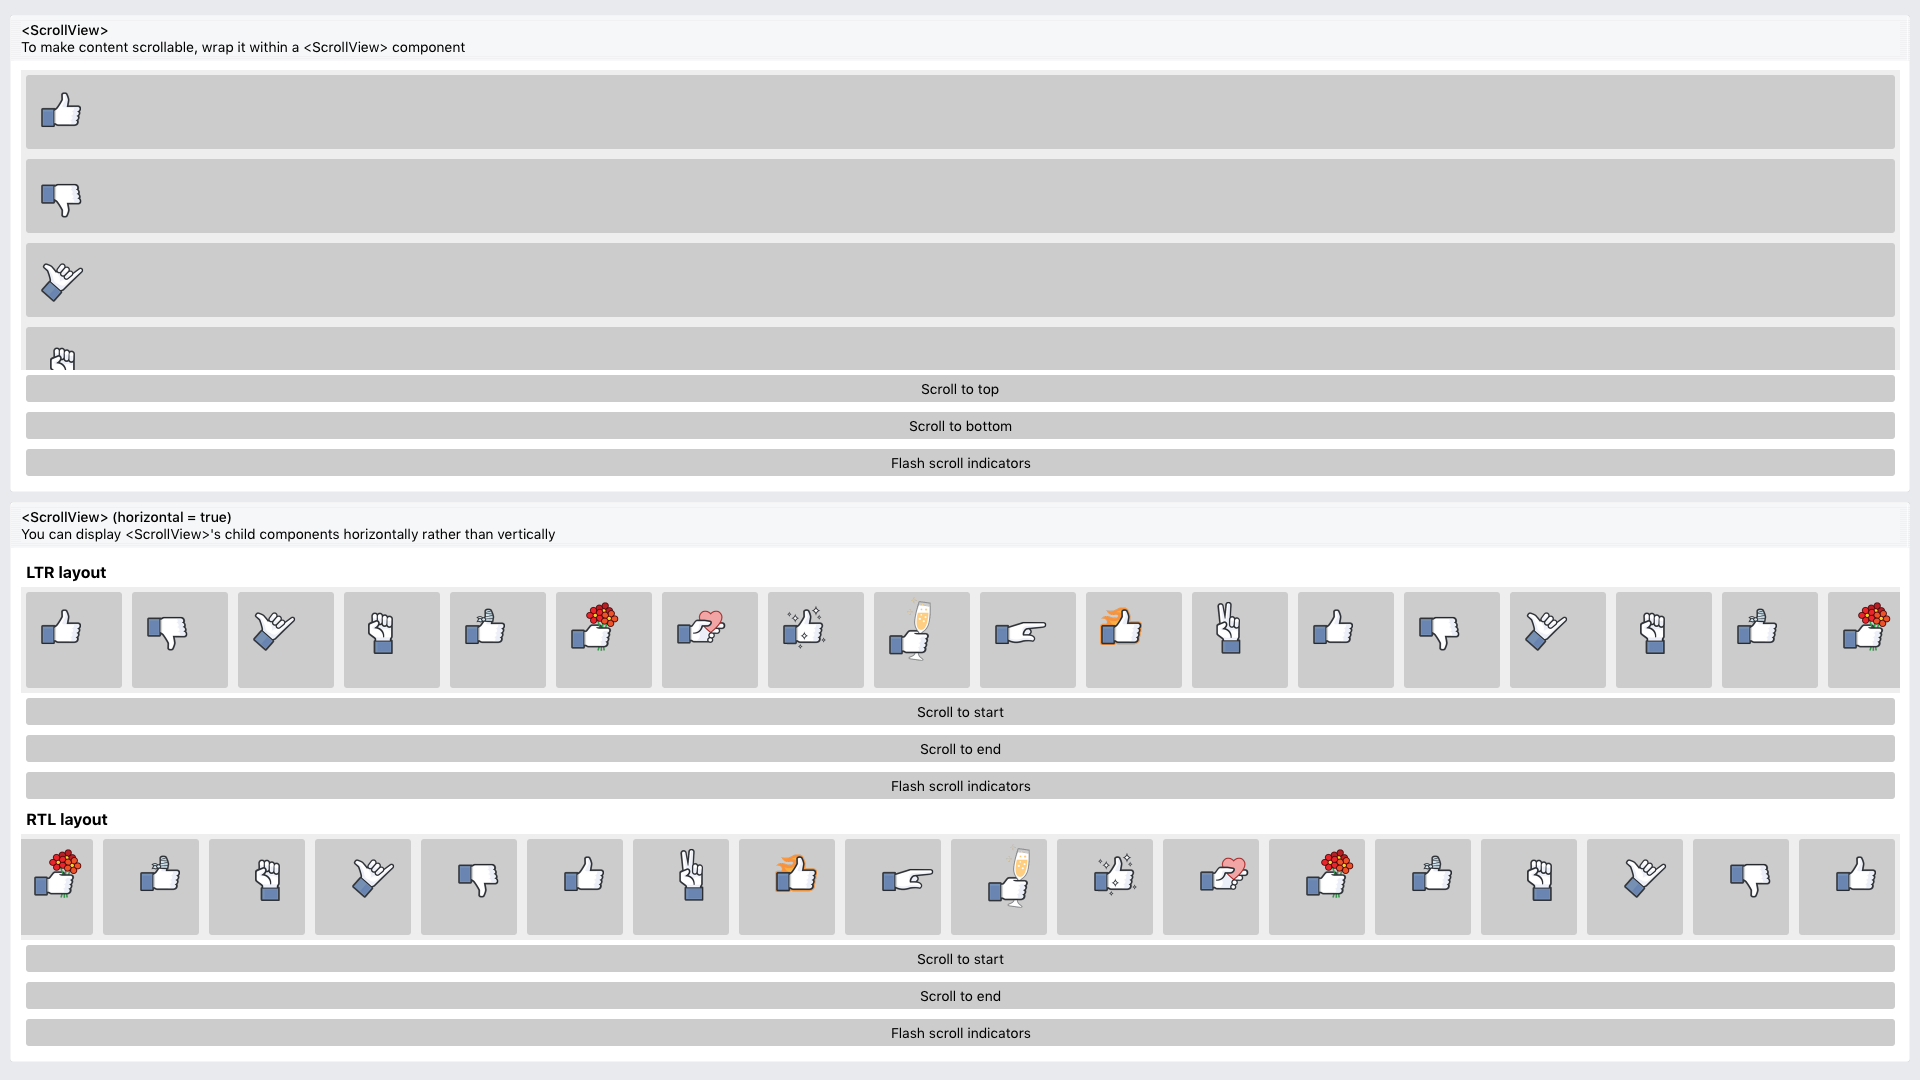 <ScrollView>
To make content scrollable, wrap it within a <ScrollView> component
Scroll to top
Scroll to bottom
Flash scroll indicators
<ScrollView> (horizontal = true)
You can display <ScrollView>'s child components horizontally rather than vertically
LTR layout
Scroll to start
Scroll to end
Flash scroll indicators
RTL layout
Scroll to start
Scroll to end
Flash scroll indicators